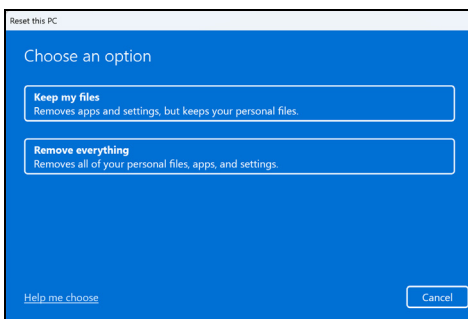 Reset this PC
Choose an option
Keep my files
Removes apps and settings, but keeps your personal files.
Remove everything
Removes all of your personal files, apps, and settings.
Help me choose
Cancel